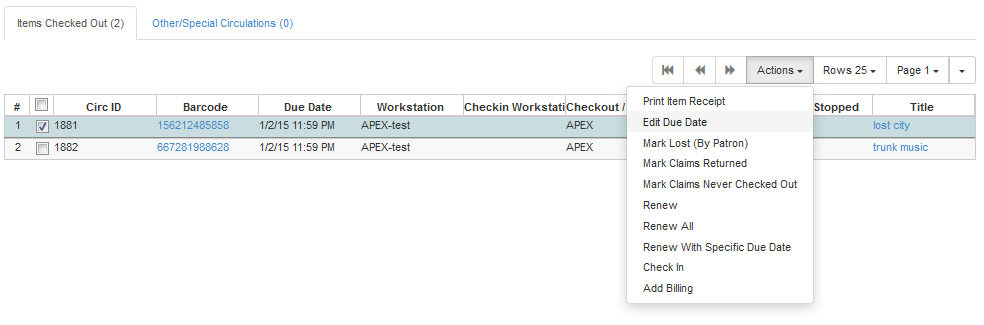 Items Checked Out (2) Other/Special Circulations (0)
Actions Rows 25 Page 1
# Circ ID Barcode Due Date Workstation Checkin Workstati Checkout / Stopped Title
1 1881 156212485858 1/2/15 11:59 PM APEX-test APEX lost city
2 1882 667281988628 1/2/15 11:59 PM APEX-test APEX trunk music
Print Item Receipt
Edit Due Date
Mark Lost (By Patron)
Mark Claims Returned
Mark Claims Never Checked Out
Renew
Renew All
Renew With Specific Due Date
Check In
Add Billing